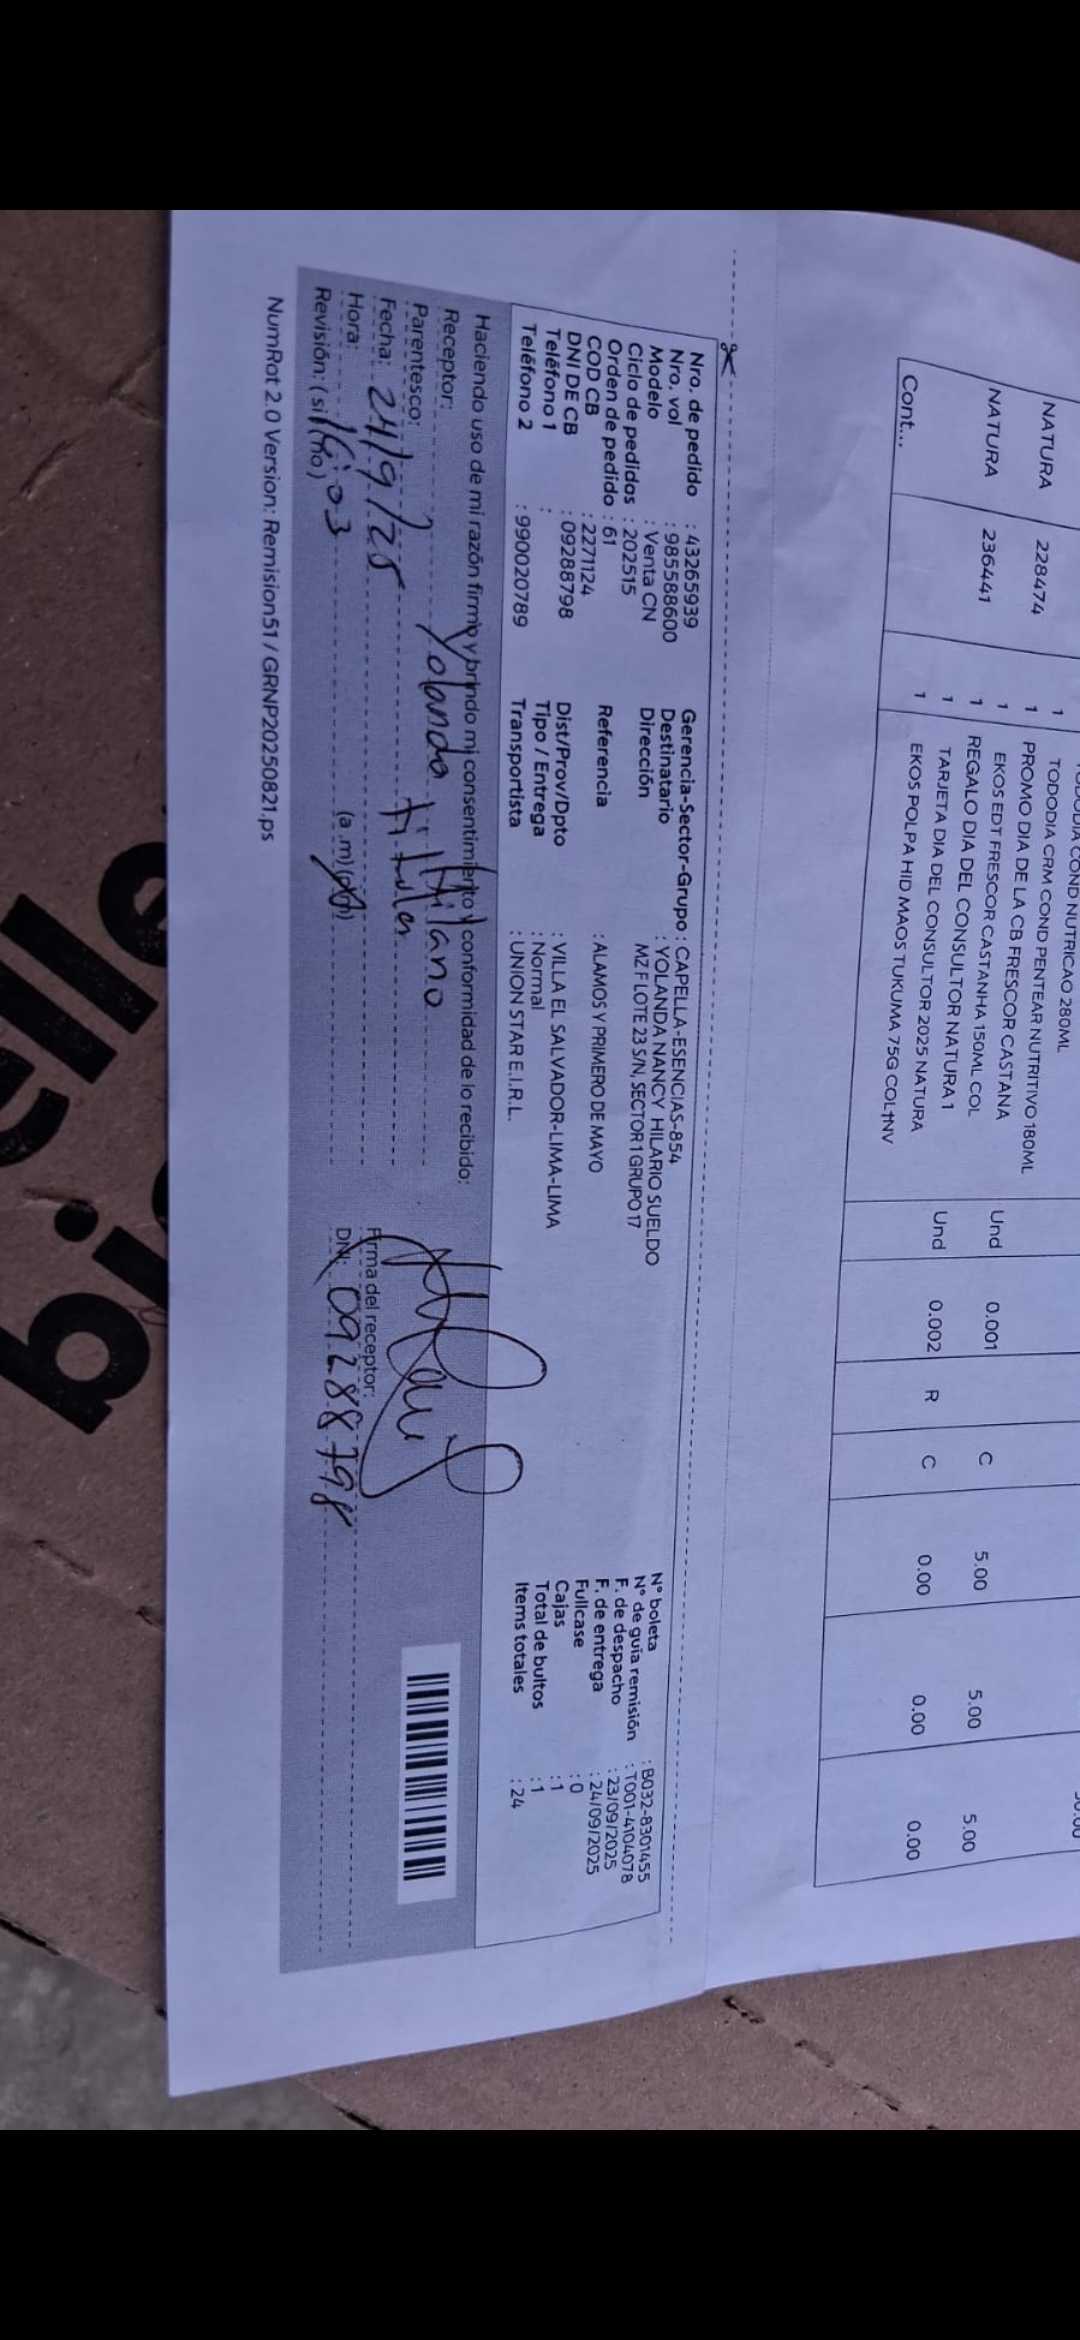 TODODIA COND NUTRICAO 280ML
1 TODODIA CRM COND PENTEAR NUTRITIVO 180ML
NATURA 228474 1 PROMO DIA DE LA CB FRESCOR CASTANA
1 EKOS EDT FRESCOR CASTANHA 150ML COL
NATURA 236441 1 REGALO DIA DEL CONSULTOR NATURA 1 Und 0.001 C 5.00 5.00 5.00
1 TARJETA DIA DEL CONSULTOR 2025 NATURA
1 EKOS POLPA HID MAOS TUKUMA 75G COL†NV Und 0.002 R C 0.00 0.00 0.00
Cont...
Nro. de pedido : 43265939
Nro. vol : 985588600
Modelo : Venta CN
Ciclo de pedidos : 202515
Orden de pedido : 61
COD CB : 2271124
DNI DE CB : 09288798
Teléfono 1 :
Teléfono 2 : 990020789
Gerencia-Sector-Grupo : CAPELLA-ESENCIAS-854
Destinatario : YOLANDA NANCY HILARIO SUELDO
Dirección MZ F LOTE 23 S/N, SECTOR 1 GRUPO 17
Referencia : ALAMOS Y PRIMERO DE MAYO
Dist/Prov/Dpto : VILLA EL SALVADOR-LIMA-LIMA
Tipo / Entrega : Normal
Transportista : UNION STAR E.I.R.L.
N° boleta : B032-8301455
N° de guia remisión : T001-4104078
F. de despacho : 23/09/2025
F. de entrega : 24/09/2025
Fullcase : 0
Cajas : 1
Total de bultos : 1
Items totales : 24
Haciendo uso de mi razón firmo y brindo mi consentimiento y conformidad de lo recibido:
Receptor: Yolanda Hilario
Parentesco: titular
Fecha: 24/9/25
Hora: 16:03 (a.m) (p.m)
Revisión: (si) (no)
Firma del receptor:
DNI: 09288798
NumRot 2.0 Version: Remision51 / GRNP20250821.ps
elle